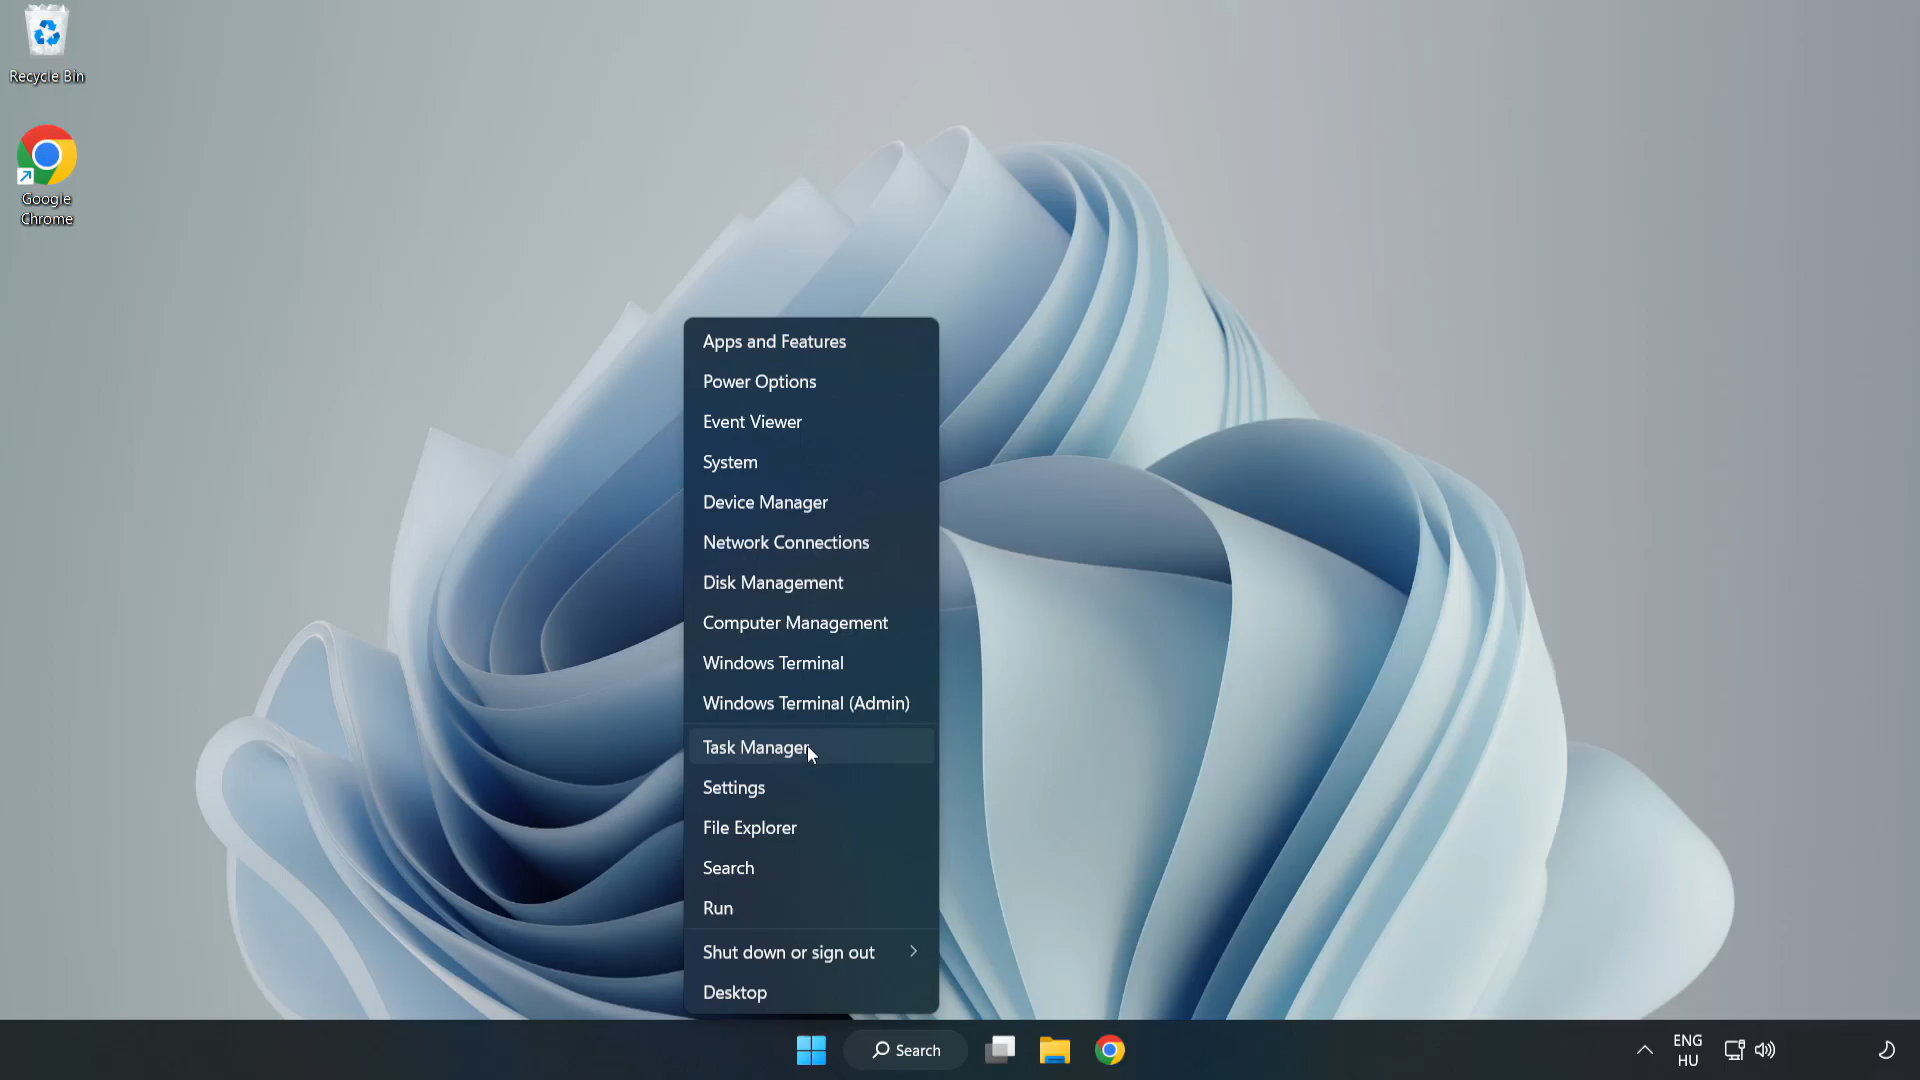 Recycle Bin
Google
Chrome
Apps and Features
Power Options
Event Viewer
System
Device Manager
Network Connections
Disk Management
Computer Management
Windows Terminal
Windows Terminal (Admin)
Task Manager
Settings
File Explorer
Search
Run
Shut down or sign out
Desktop
Search
ENG
HU